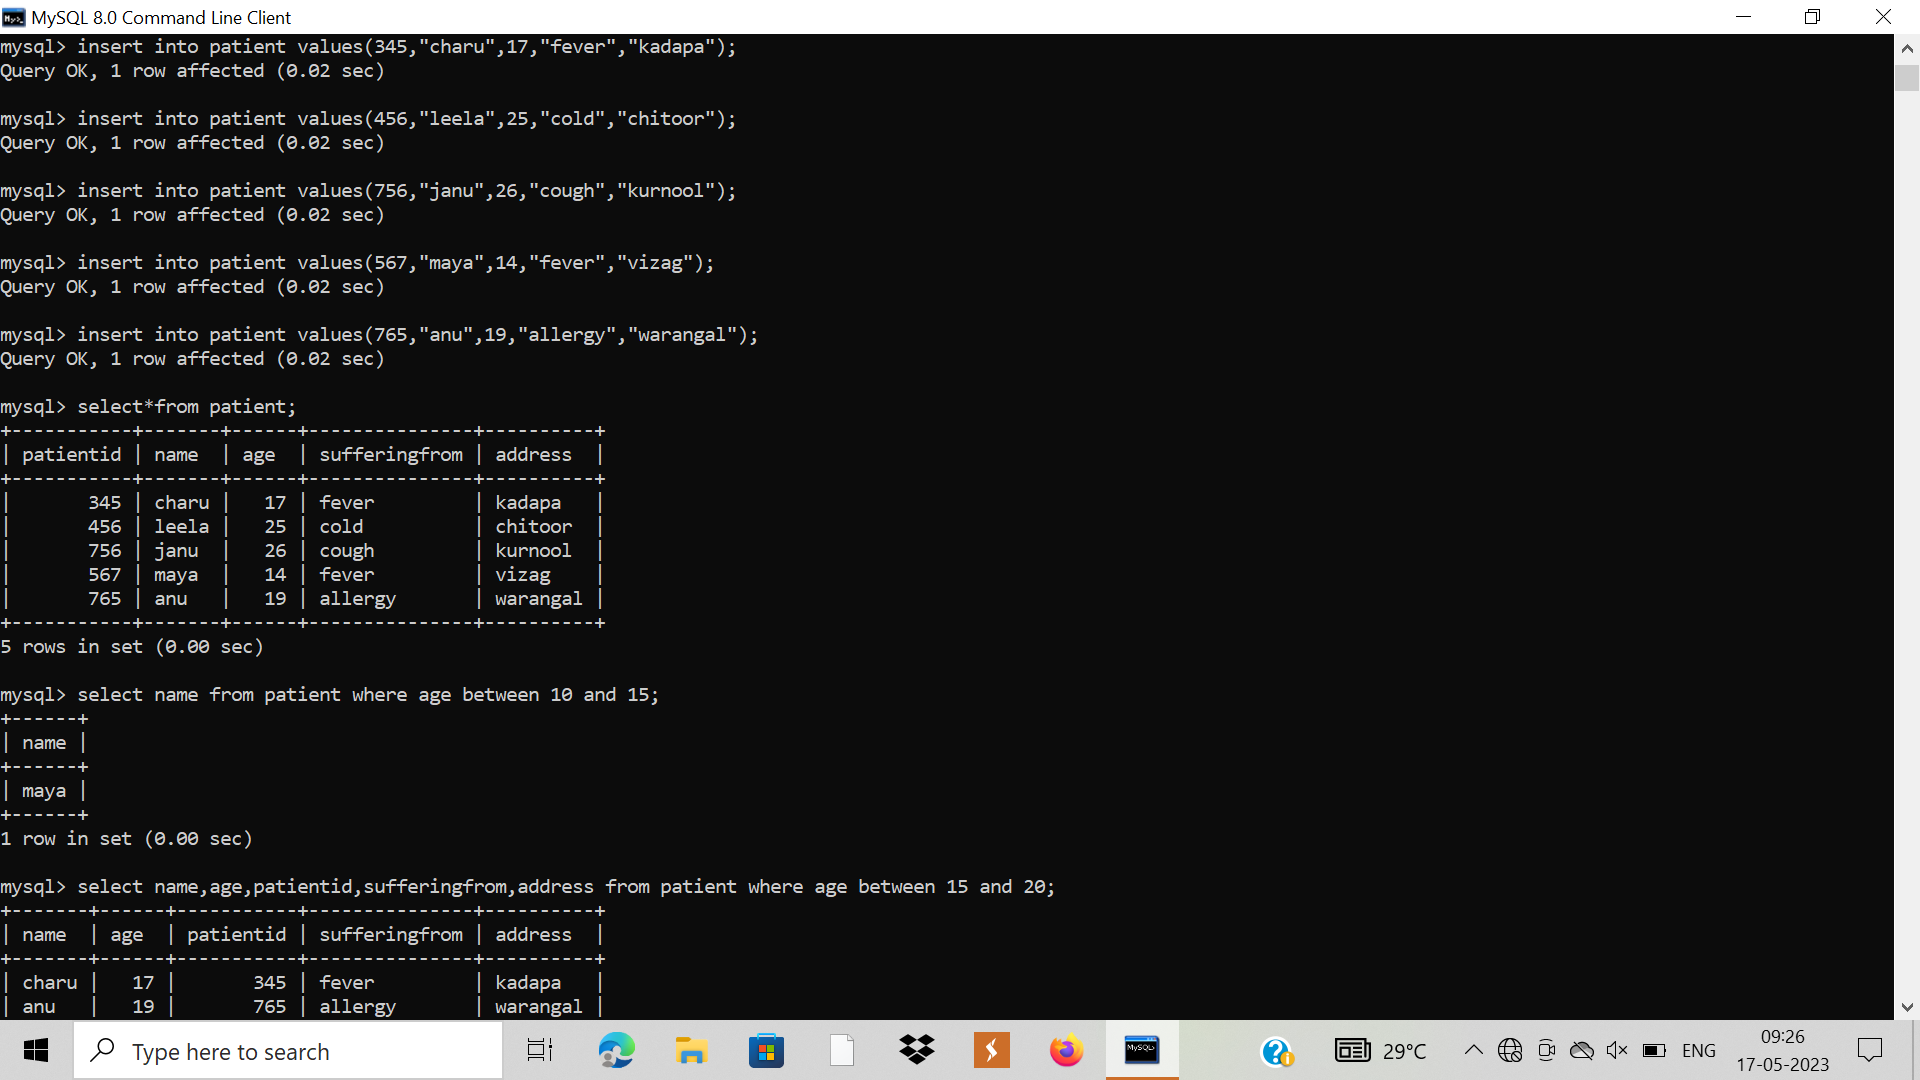 MySQL 8.0 Command Line Client
mysql> insert into patient values(345,"charu",17,"fever","kadapa");
Query OK, 1 row affected (0.02 sec)
mysql> insert into patient values(456,"leela",25,"cold","chitoor");
Query OK, 1 row affected (0.02 sec)
mysql> insert into patient values(756,"janu",26,"cough","kurnool");
Query OK, 1 row affected (0.02 sec)
mysql> insert into patient values(567,"maya",14,"fever","vizag");
Query OK, 1 row affected (0.02 sec)
mysql> insert into patient values(765,"anu",19,"allergy","warangal");
Query OK, 1 row affected (0.02 sec)
mysql> select*from patient;
+-----------+-------+------+---------------+----------+
| patientid | name  | age  | sufferingfrom | address  |
+-----------+-------+------+---------------+----------+
|       345 | charu |   17 | fever         | kadapa   |
|       456 | leela |   25 | cold          | chitoor  |
|       756 | janu  |   26 | cough         | kurnool  |
|       567 | maya  |   14 | fever         | vizag    |
|       765 | anu   |   19 | allergy       | warangal |
+-----------+-------+------+---------------+----------+
5 rows in set (0.00 sec)
mysql> select name from patient where age between 10 and 15;
+------+
| name |
+------+
| maya |
+------+
1 row in set (0.00 sec)
mysql> select name,age,patientid,sufferingfrom,address from patient where age between 15 and 20;
+-------+------+-----------+---------------+----------+
| name  | age  | patientid | sufferingfrom | address  |
+-------+------+-----------+---------------+----------+
| charu |   17 |       345 | fever         | kadapa   |
| anu   |   19 |       765 | allergy       | warangal |
Type here to search
MySQL>
29°C
ENG
09:26
17-05-2023